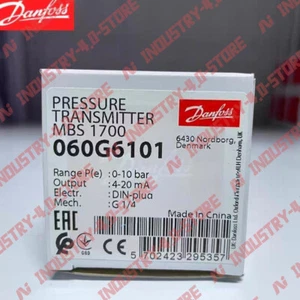 Danfoss
PRESSURE
TRANSMITTER
MBS 1700
060G6101
Danfoss
6430 Nordborg,
Denmark
Range P(e) : 0-10 bar
Output: 4-20 mA
Electr.: DIN-plug
Mech.: G 1/4
EAC
Made in China
5 702423 295357
INDUSTRY-4.0-STORE